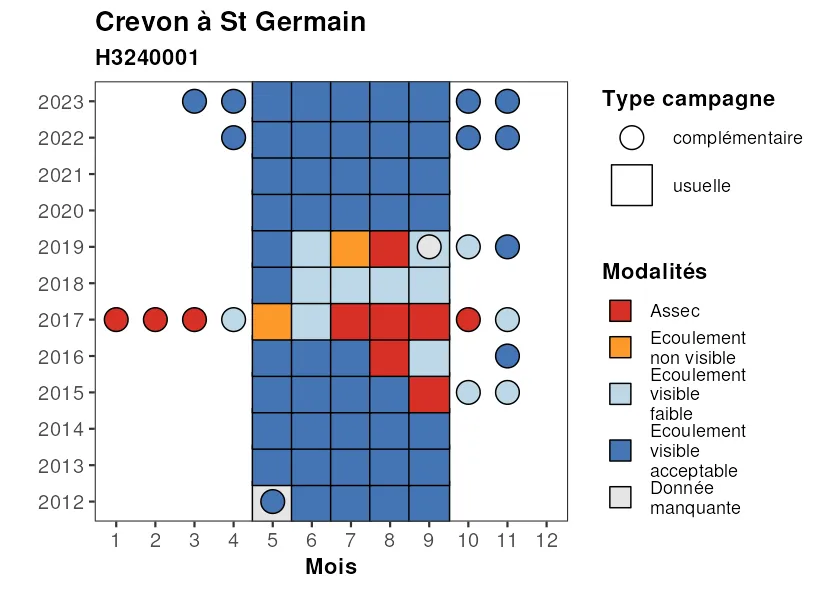 Crevon à St Germain
H3240001
2023
2022
2021
2020
2019
2018
2017
2016
2015
2014
2013
2012
1 2 3 4 5 6 7 8 9 10 11 12
Mois
Type campagne
complémentaire
usuelle
Modalités
Assec
Ecoulement
non visible
Ecoulement
visible
faible
Ecoulement
visible
acceptable
Donnée
manquante